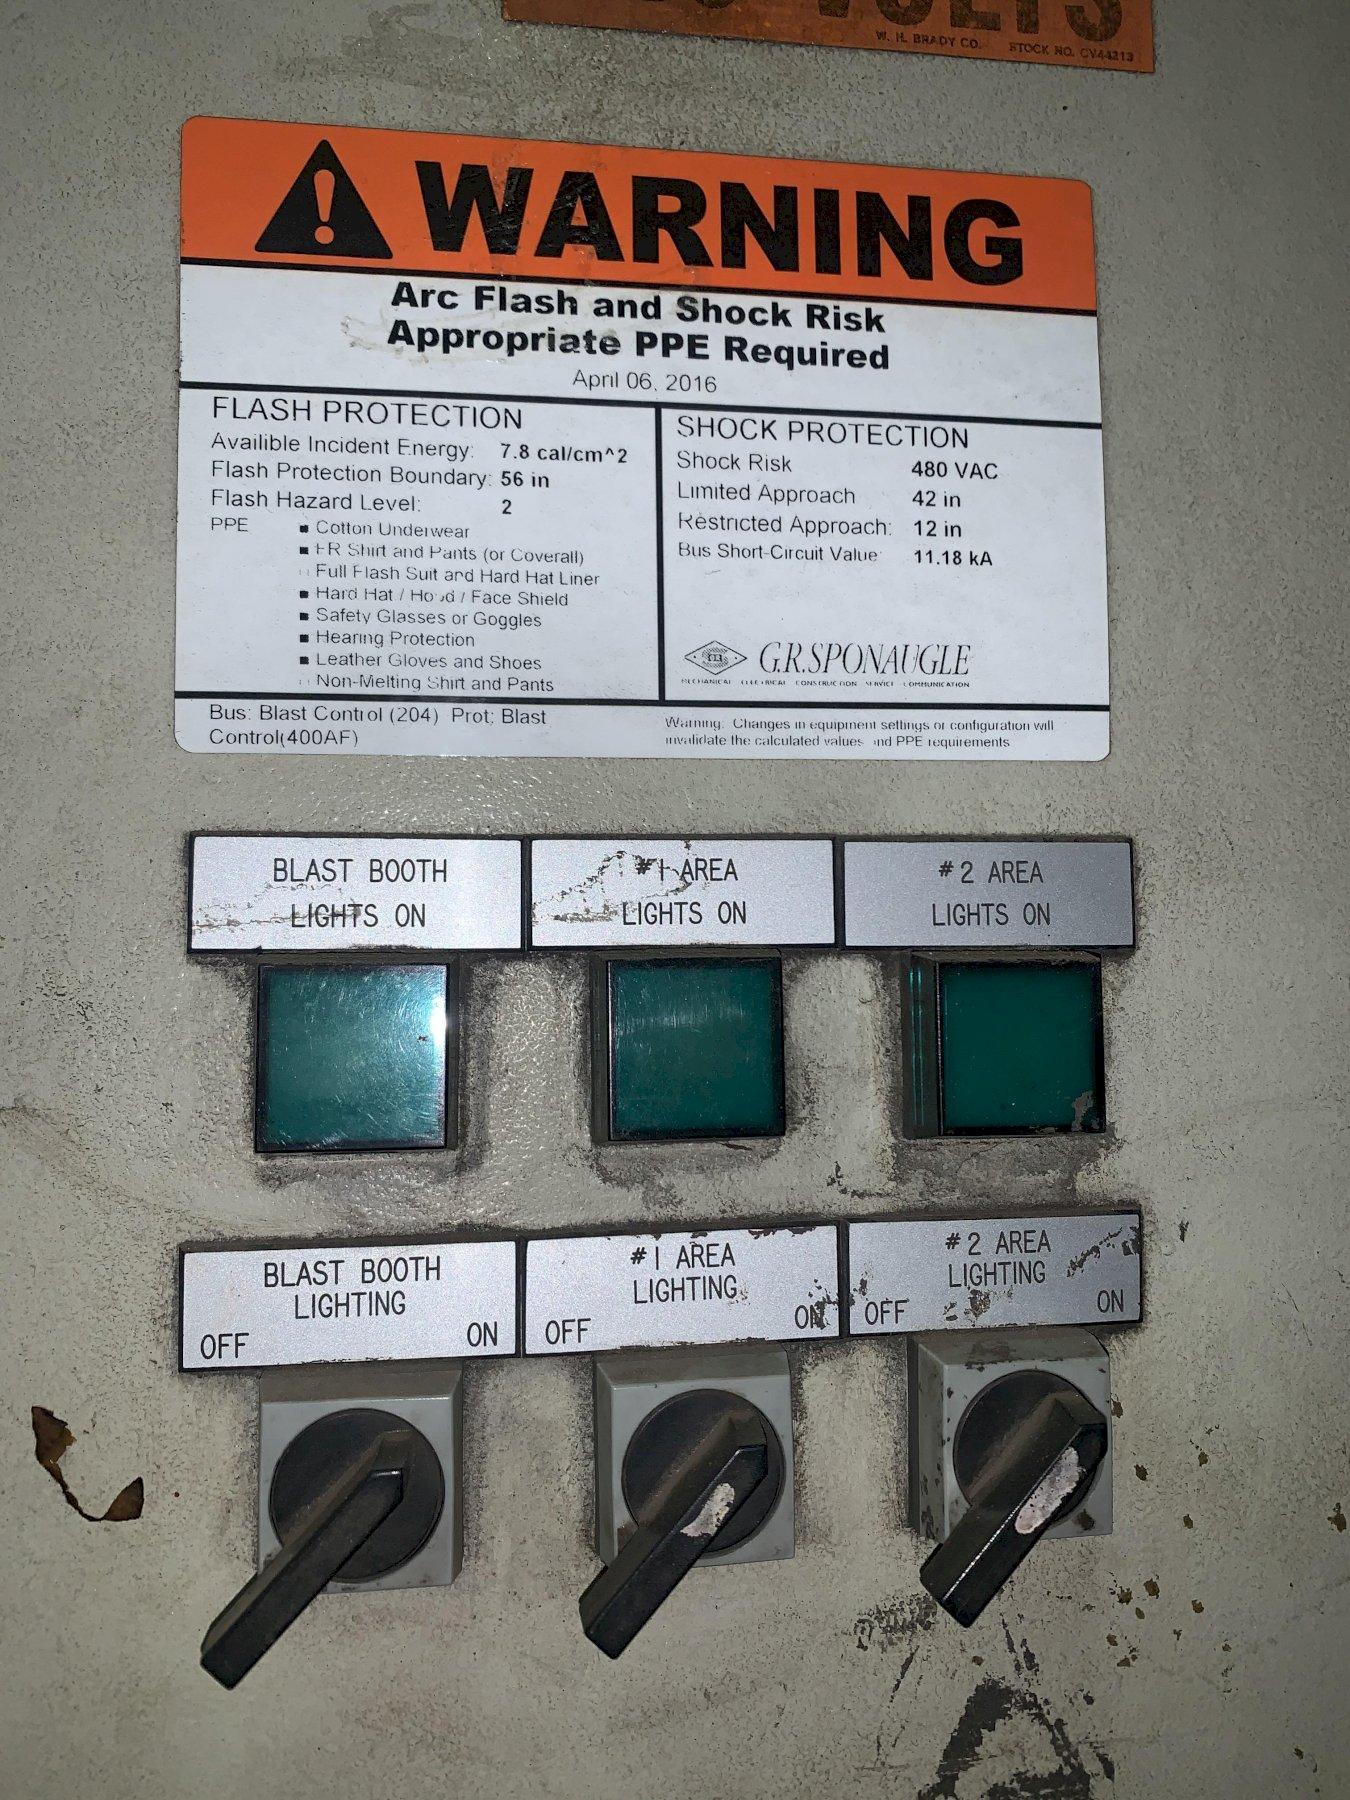 VOLTS
W. H. BRADY CO. STOCK NO. CV44213
WARNING
Arc Flash and Shock Risk
Appropriate PPE Required
April 06, 2016
FLASH PROTECTION
Availible Incident Energy: 7.8 cal/cm^2
Flash Protection Boundary: 56 in
Flash Hazard Level: 2
PPE
Cotton Underwear
FR Shirt and Pants (or Coverall)
Full Flash Suit and Hard Hat Liner
Hard Hat / Hood / Face Shield
Safety Glasses or Goggles
Hearing Protection
Leather Gloves and Shoes
Non-Melting Shirt and Pants
SHOCK PROTECTION
Shock Risk 480 VAC
Limited Approach 42 in
Restricted Approach: 12 in
Bus Short-Circuit Value: 11.18 kA
G.R.SPONAUGLE
MECHANICAL ELECTRICAL CONSTRUCTION SERVICE COMMUNICATION
Bus: Blast Control (204) Prot: Blast
Control(400AF)
Warning: Changes in equipment settings or configuration will
invalidate the calculated values and PPE requirements
BLAST BOOTH
LIGHTS ON
#1 AREA
LIGHTS ON
#2 AREA
LIGHTS ON
BLAST BOOTH
LIGHTING
OFF ON
#1 AREA
LIGHTING
OFF ON
#2 AREA
LIGHTING
OFF ON